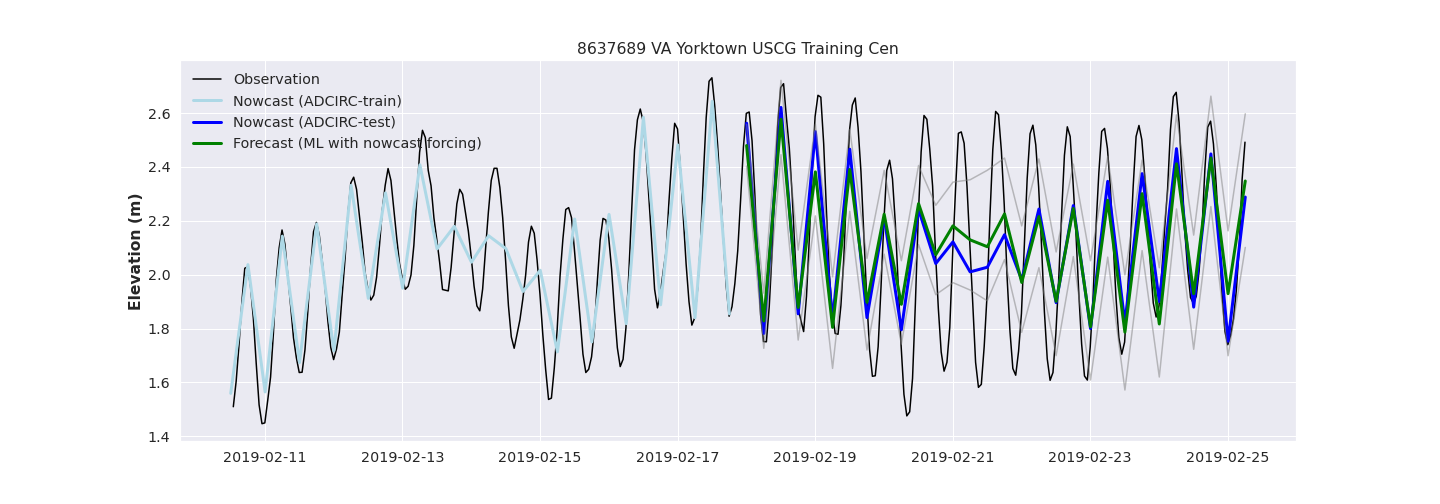 8637689 VA Yorktown USCG Training Cen
Observation
Nowcast (ADCIRC-train)
Nowcast (ADCIRC-test)
Forecast (ML with nowcast forcing)
Elevation (m)
2.6
2.4
2.2
2.0
1.8
1.6
1.4
2019-02-11 2019-02-13 2019-02-15 2019-02-17 2019-02-19 2019-02-21 2019-02-23 2019-02-25